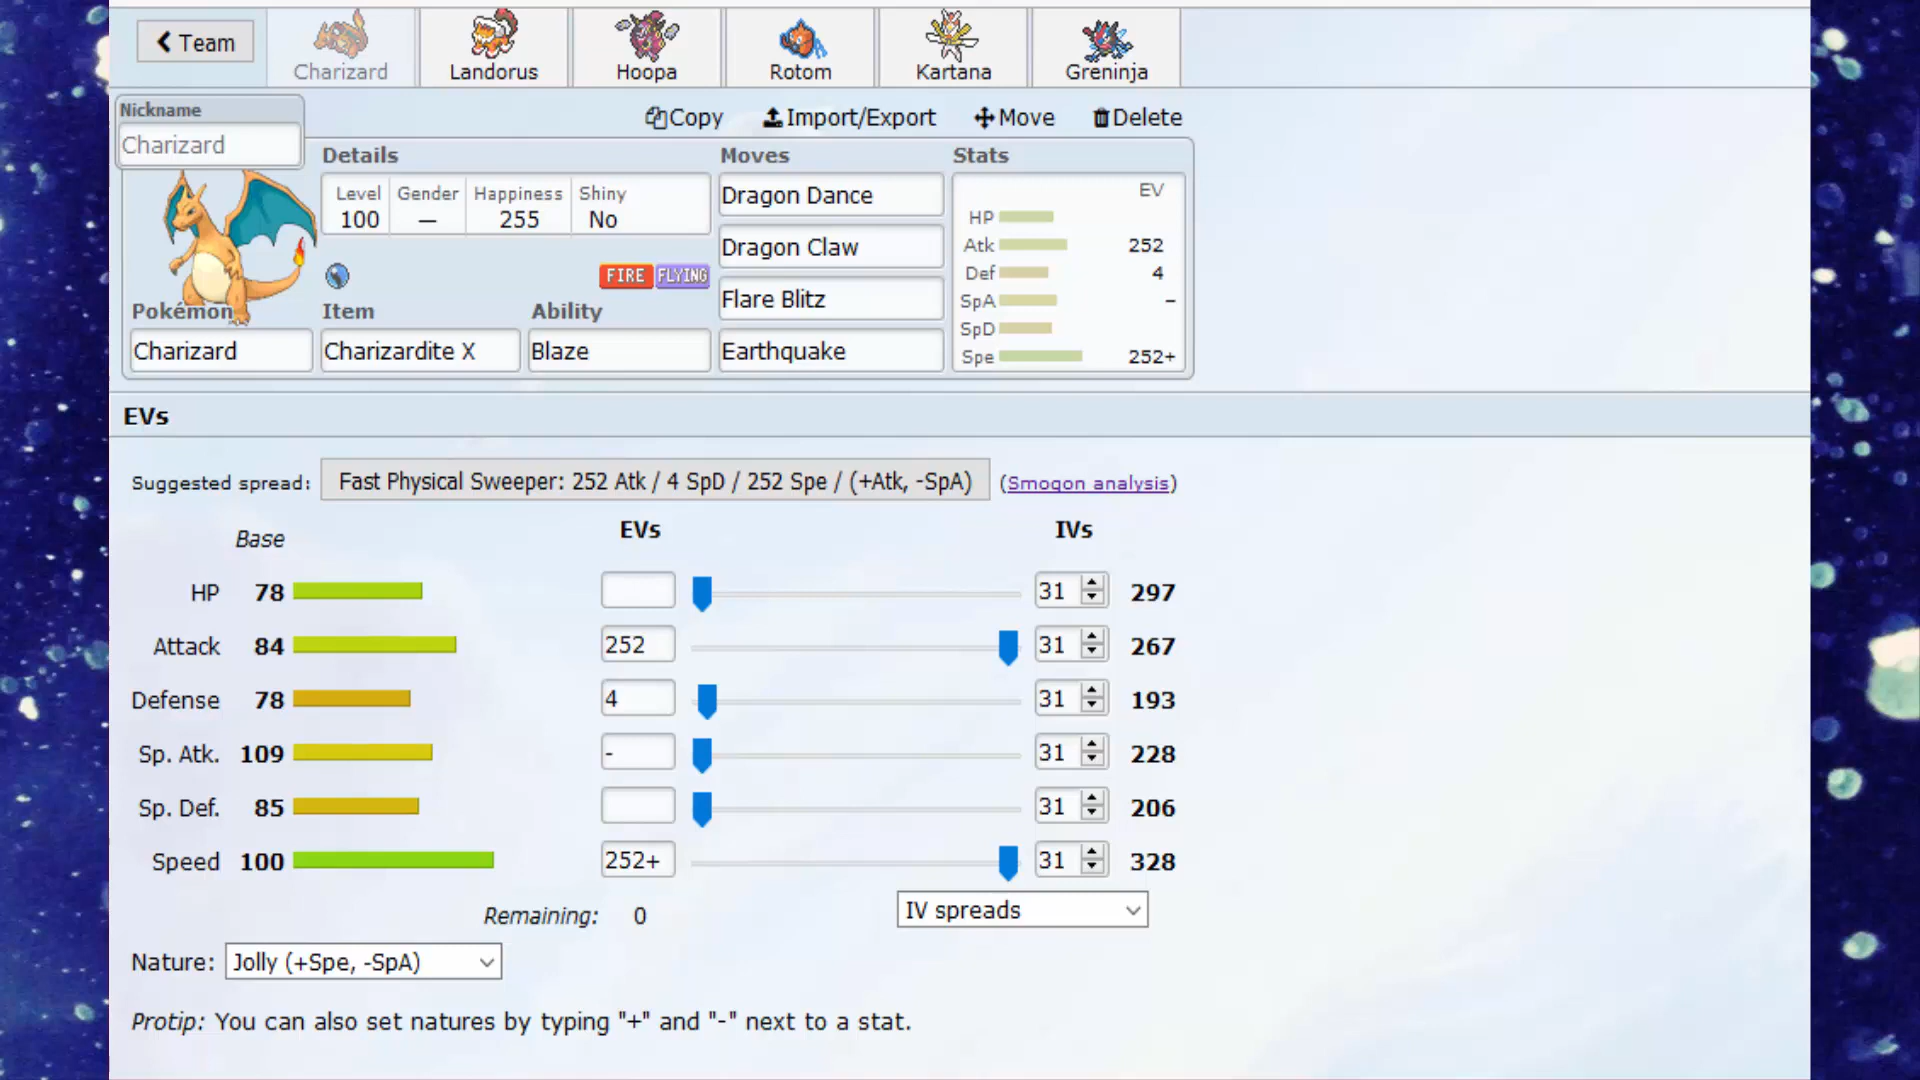 Team
Charizard
Landorus
Hoopa
Rotom
Kartana
Greninja
Nickname
Charizard
Copy
Import/Export
Move
Delete
Details
Moves
Stats
Level
Gender
Happiness
Shiny
100
—
255
No
Dragon Dance
Dragon Claw
Flare Blitz
Earthquake
EV
HP
Atk 252
Def 4
SpA –
SpD
Spe 252+
FIRE FLYING
Pokémon
Item
Ability
Charizard
Charizardite X
Blaze
EVs
Suggested spread: Fast Physical Sweeper: 252 Atk / 4 SpD / 252 Spe / (+Atk, -SpA) (Smogon analysis)
Base EVs IVs
HP 78 31 297
Attack 84 252 31 267
Defense 78 4 31 193
Sp. Atk. 109 - 31 228
Sp. Def. 85 31 206
Speed 100 252+ 31 328
Remaining: 0 IV spreads
Nature: Jolly (+Spe, -SpA)
Protip: You can also set natures by typing "+" and "-" next to a stat.